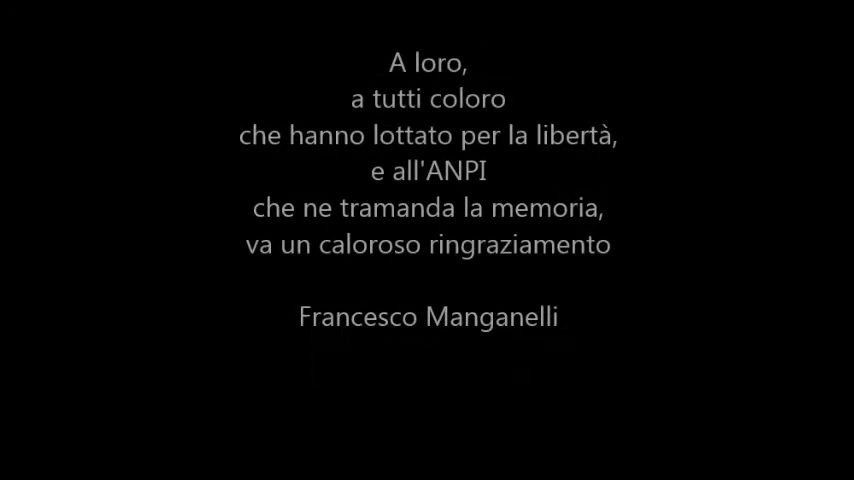 A loro,
a tutti coloro
che hanno lottato per la libertà,
e all'ANPI
che ne tramanda la memoria,
va un caloroso ringraziamento
Francesco Manganelli